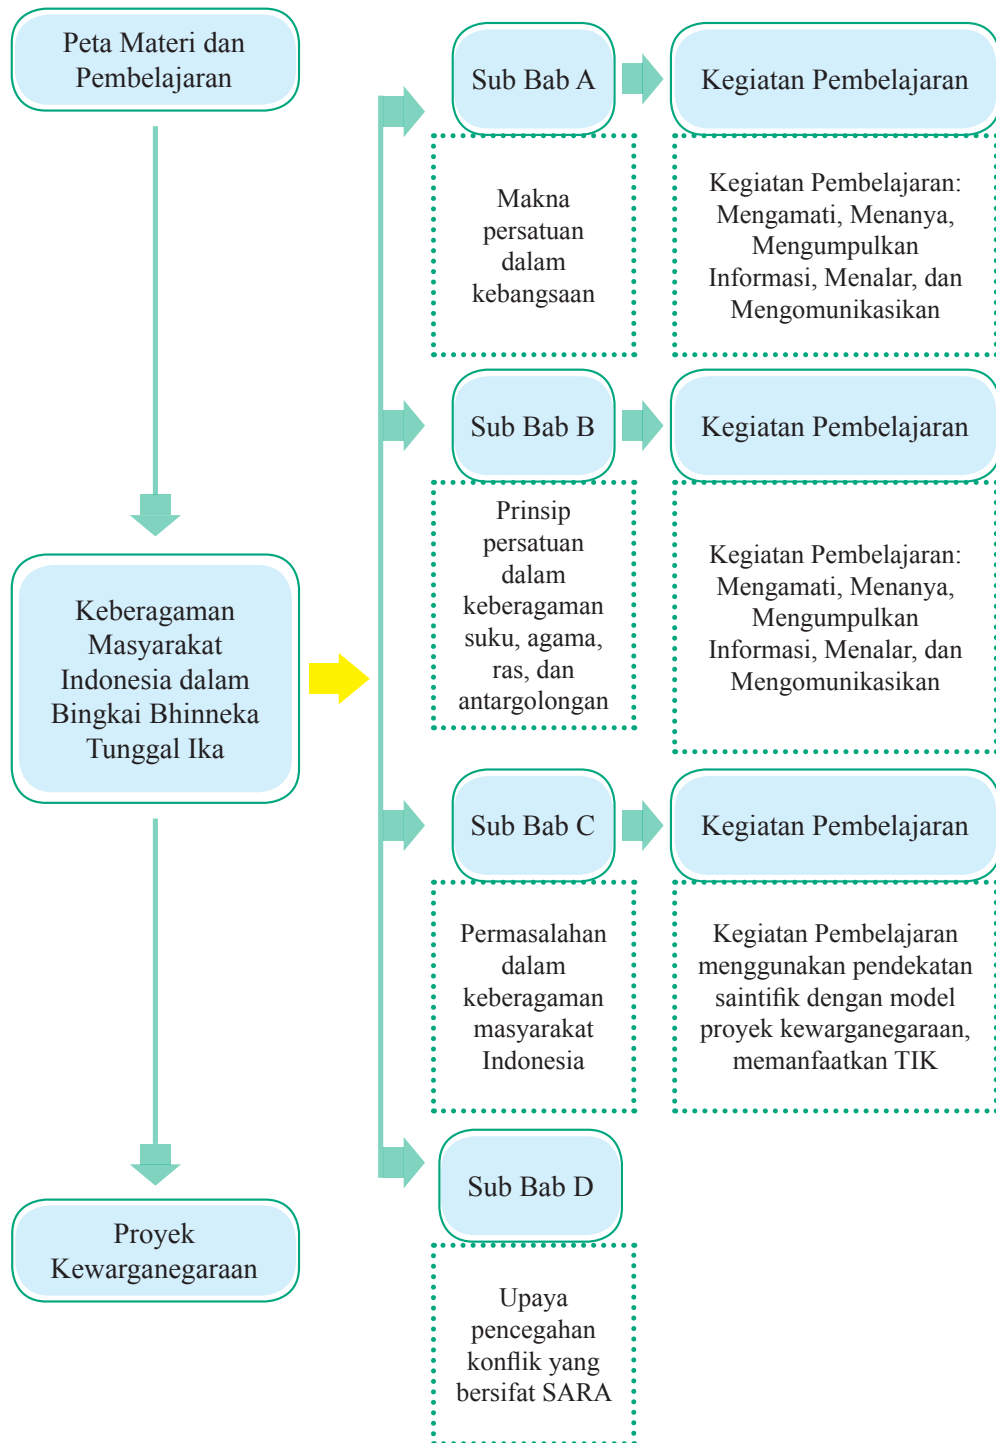 Peta Materi dan
Pembelajaran
Keberagaman
Masyarakat
Indonesia dalam
Bingkai Bhinneka
Tunggal Ika
Proyek
Kewarganegaraan
Sub Bab A
Kegiatan Pembelajaran
Makna
persatuan
dalam
kebangsaan
Kegiatan Pembelajaran:
Mengamati, Menanya,
Mengumpulkan
Informasi, Menalar, dan
Mengomunikasikan
Sub Bab B
Kegiatan Pembelajaran
Prinsip
persatuan
dalam
keberagaman
suku, agama,
ras, dan
antargolongan
Kegiatan Pembelajaran:
Mengamati, Menanya,
Mengumpulkan
Informasi, Menalar, dan
Mengomunikasikan
Sub Bab C
Kegiatan Pembelajaran
Permasalahan
dalam
keberagaman
masyarakat
Indonesia
Kegiatan Pembelajaran
menggunakan pendekatan
saintifik dengan model
proyek kewarganegaraan,
memanfaatkan TIK
Sub Bab D
Upaya
pencegahan
konflik yang
bersifat SARA